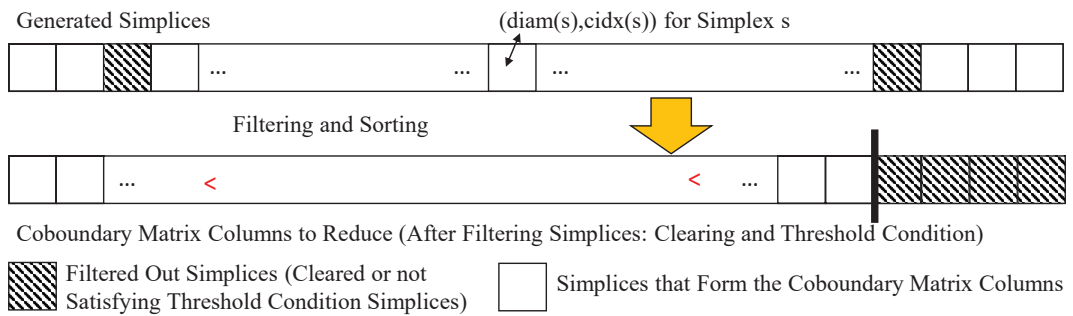 Generated Simplices
(diam(s),cidx(s)) for Simplex s
... ... ... ...
Filtering and Sorting
... < < ...
Coboundary Matrix Columns to Reduce (After Filtering Simplices: Clearing and Threshold Condition)
Filtered Out Simplices (Cleared or not
Satisfying Threshold Condition Simplices)
Simplices that Form the Coboundary Matrix Columns